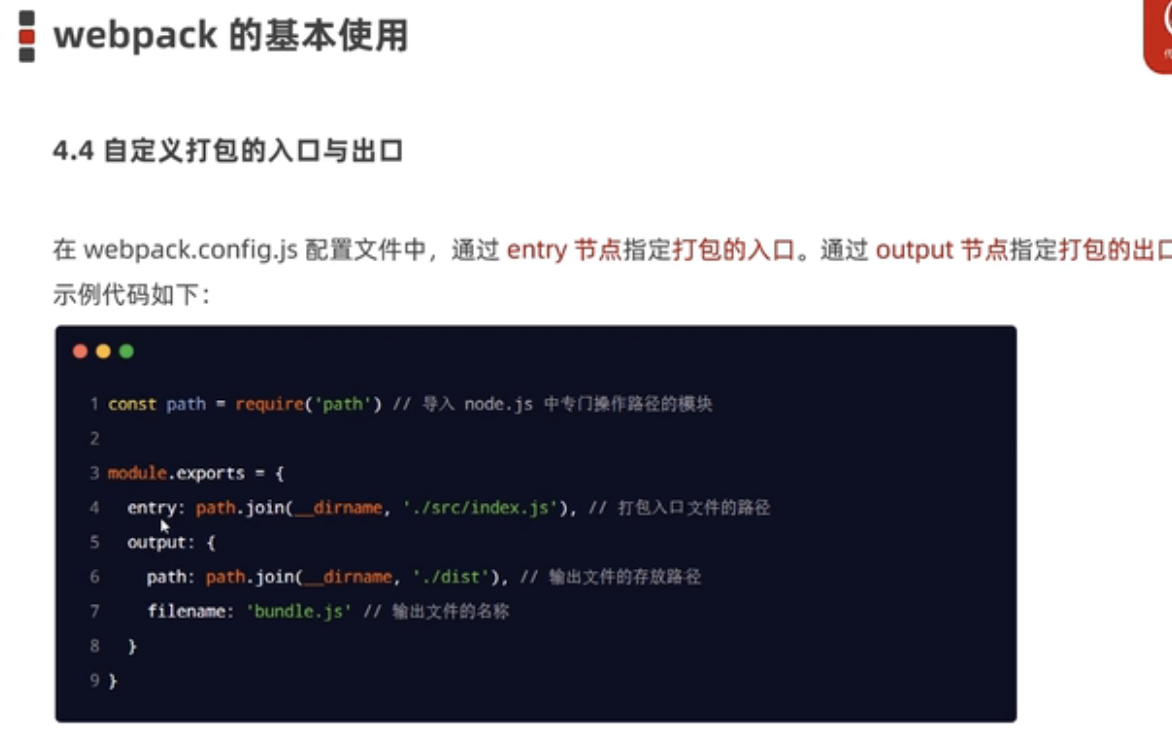 webpack 的基本使用
4.4 自定义打包的入口与出口
在 webpack.config.js 配置文件中，通过 entry 节点指定打包的入口。通过 output 节点指定打包的出口
示例代码如下：
1 const path = require('path') // 导入 node.js 中专门操作路径的模块
2
3 module.exports = {
4 entry: path.join(__dirname, './src/index.js'), // 打包入口文件的路径
5 output: {
6 path: path.join(__dirname, './dist'), // 输出文件的存放路径
7 filename: 'bundle.js' // 输出文件的名称
8 }
9 }